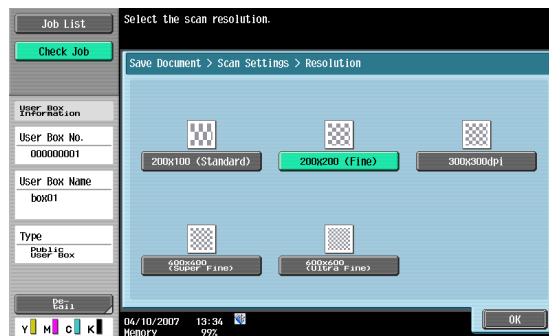 Job List
Check Job
User Box
Information
User Box No.
000000001
User Box Name
box01
Type
Public
User Box
De-
tail
Y M C K
Select the scan resolution.
Save Document > Scan Settings > Resolution
200x100 (Standard)
200x200 (Fine)
300x300dpi
400x400
(Super Fine)
600x600
(Ultra Fine)
04/10/2007 13:34
Memory 99%
OK